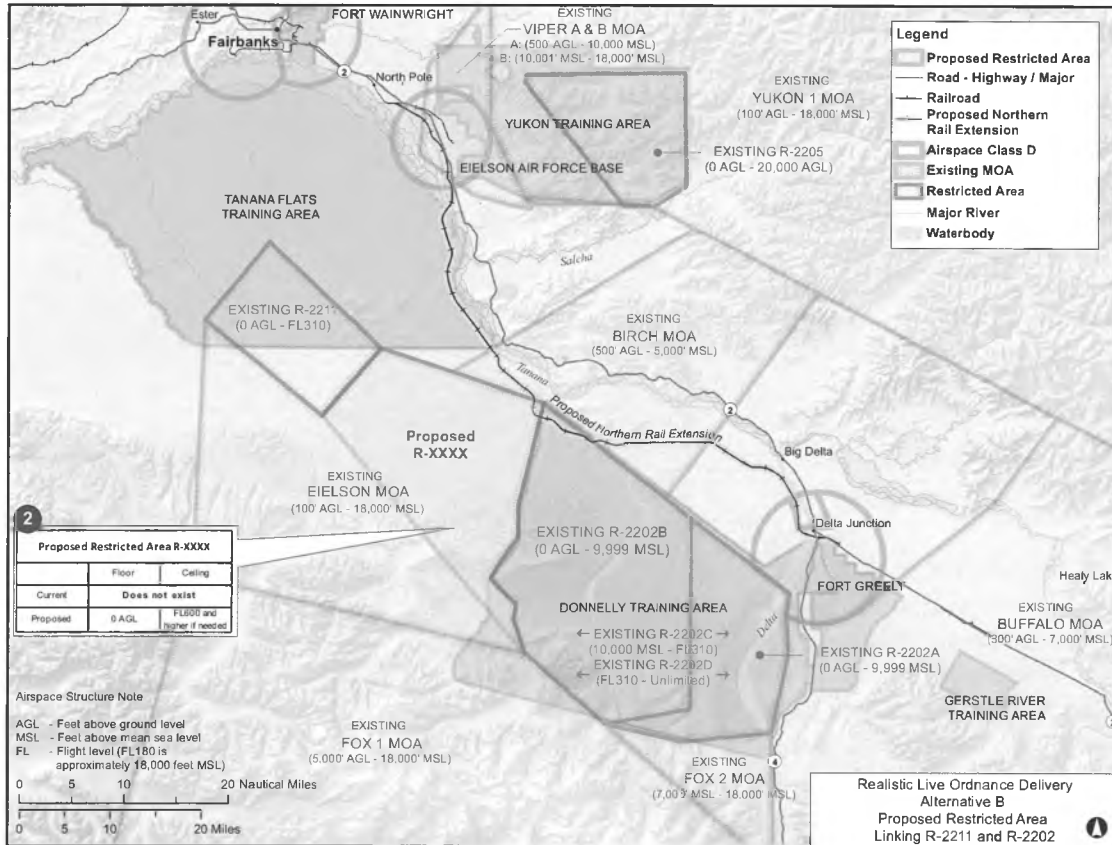 Ester
FORT WAINWRIGHT
Fairbanks
2
North Pole
EXISTING
VIPER A & B MOA
A: (500' AGL - 10,000 MSL)
B: (10,001' MSL - 18,000' MSL)
EXISTING
YUKON 1 MOA
(100' AGL - 18,000' MSL)
YUKON TRAINING AREA
EXISTING R-2205
(0 AGL - 20,000 AGL)
EIELSON AIR FORCE BASE
Legend
Proposed Restricted Area
Road - Highway / Major
Railroad
Proposed Northern
Rail Extension
Airspace Class D
Existing MOA
Restricted Area
Major River
Waterbody
TANANA FLATS
TRAINING AREA
Salcha
EXISTING R-2211
(0 AGL - FL310)
EXISTING
BIRCH MOA
(500' AGL - 5,000' MSL)
Tanana
Proposed Northern Rail Extension
2
Big Delta
Proposed
R-XXXX
EXISTING
EIELSON MOA
(100' AGL - 18,000' MSL)
2
Proposed Restricted Area R-XXXX
Floor Ceiling
Current Does not exist
Proposed 0 AGL FL600 and
higher if needed
EXISTING R-2202B
(0 AGL - 9,999 MSL)
Delta Junction
FORT GREELY
Healy Lak
DONNELLY TRAINING AREA
Delta
EXISTING R-2202C
(10,000 MSL - FL310)
EXISTING R-2202D
(FL310 - Unlimited)
EXISTING
BUFFALO MOA
(300' AGL - 7,000' MSL)
EXISTING R-2202A
(0 AGL - 9,999 MSL)
GERSTLE RIVER
TRAINING AREA
2
Airspace Structure Note
AGL - Feet above ground level
MSL - Feet above mean sea level
FL - Flight level (FL180 is
approximately 18,000 feet MSL)
0 5 10 20 Nautical Miles
0 5 10 20 Miles
EXISTING
FOX 1 MOA
(5,000' AGL - 18,000' MSL)
EXISTING
FOX 2 MOA
(7,000' MSL - 18,000' MSL)
4
Realistic Live Ordnance Delivery
Alternative B
Proposed Restricted Area
Linking R-2211 and R-2202